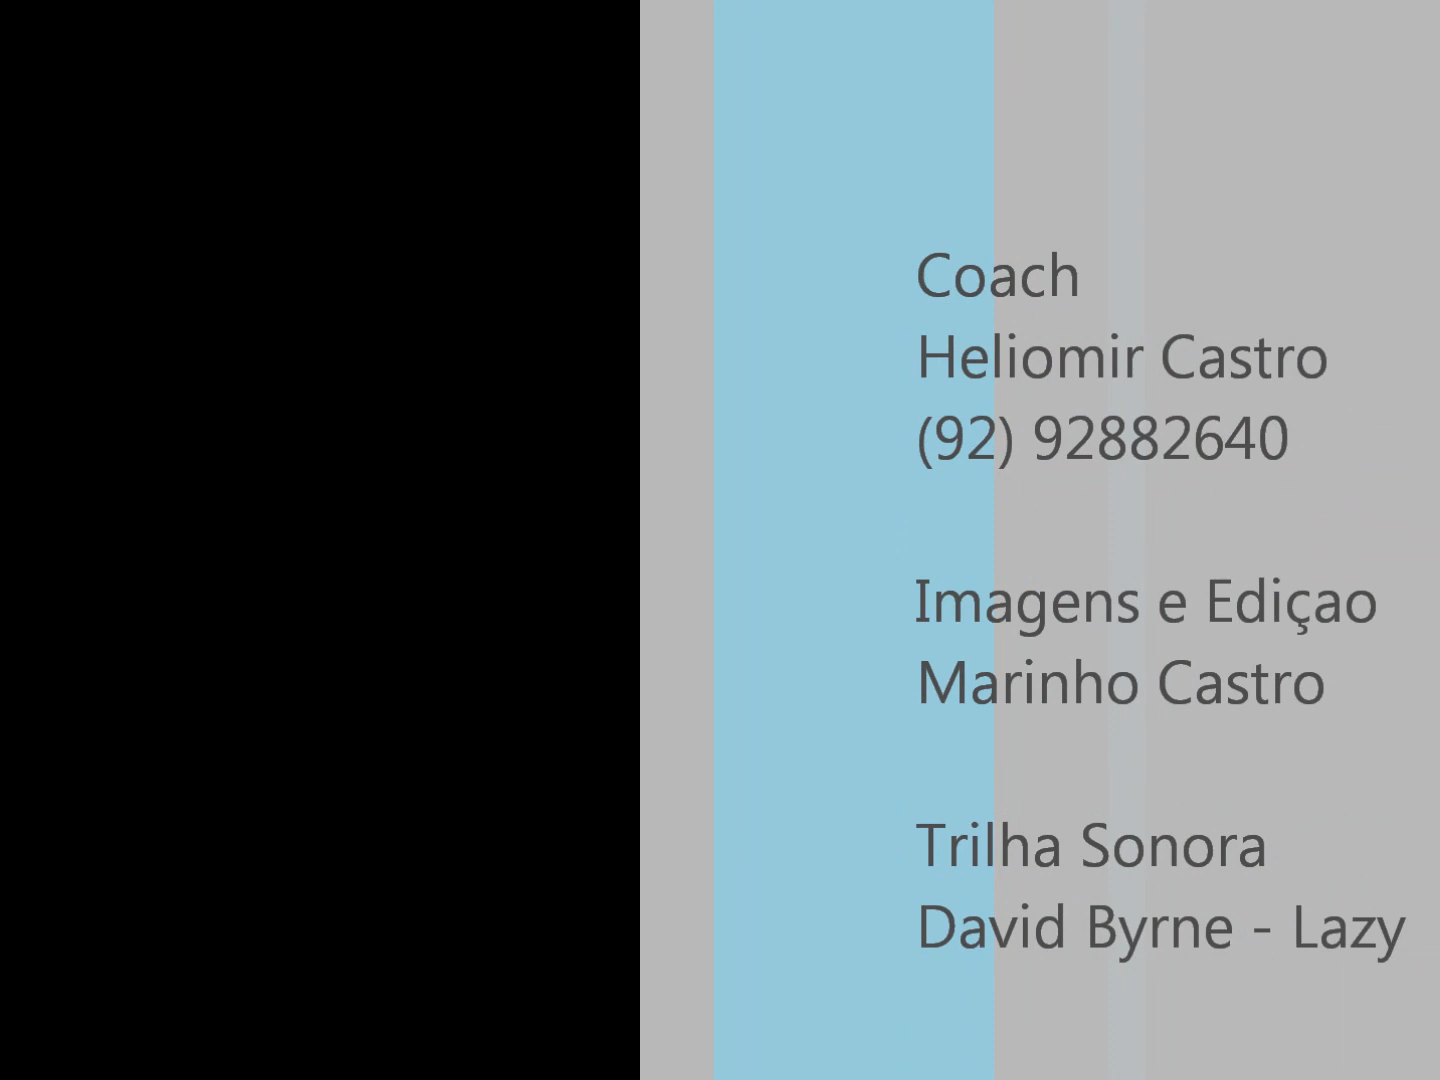 Coach
Heliomir Castro
(92) 92882640
Imagens e Ediçao
Marinho Castro
Trilha Sonora
David Byrne - Lazy